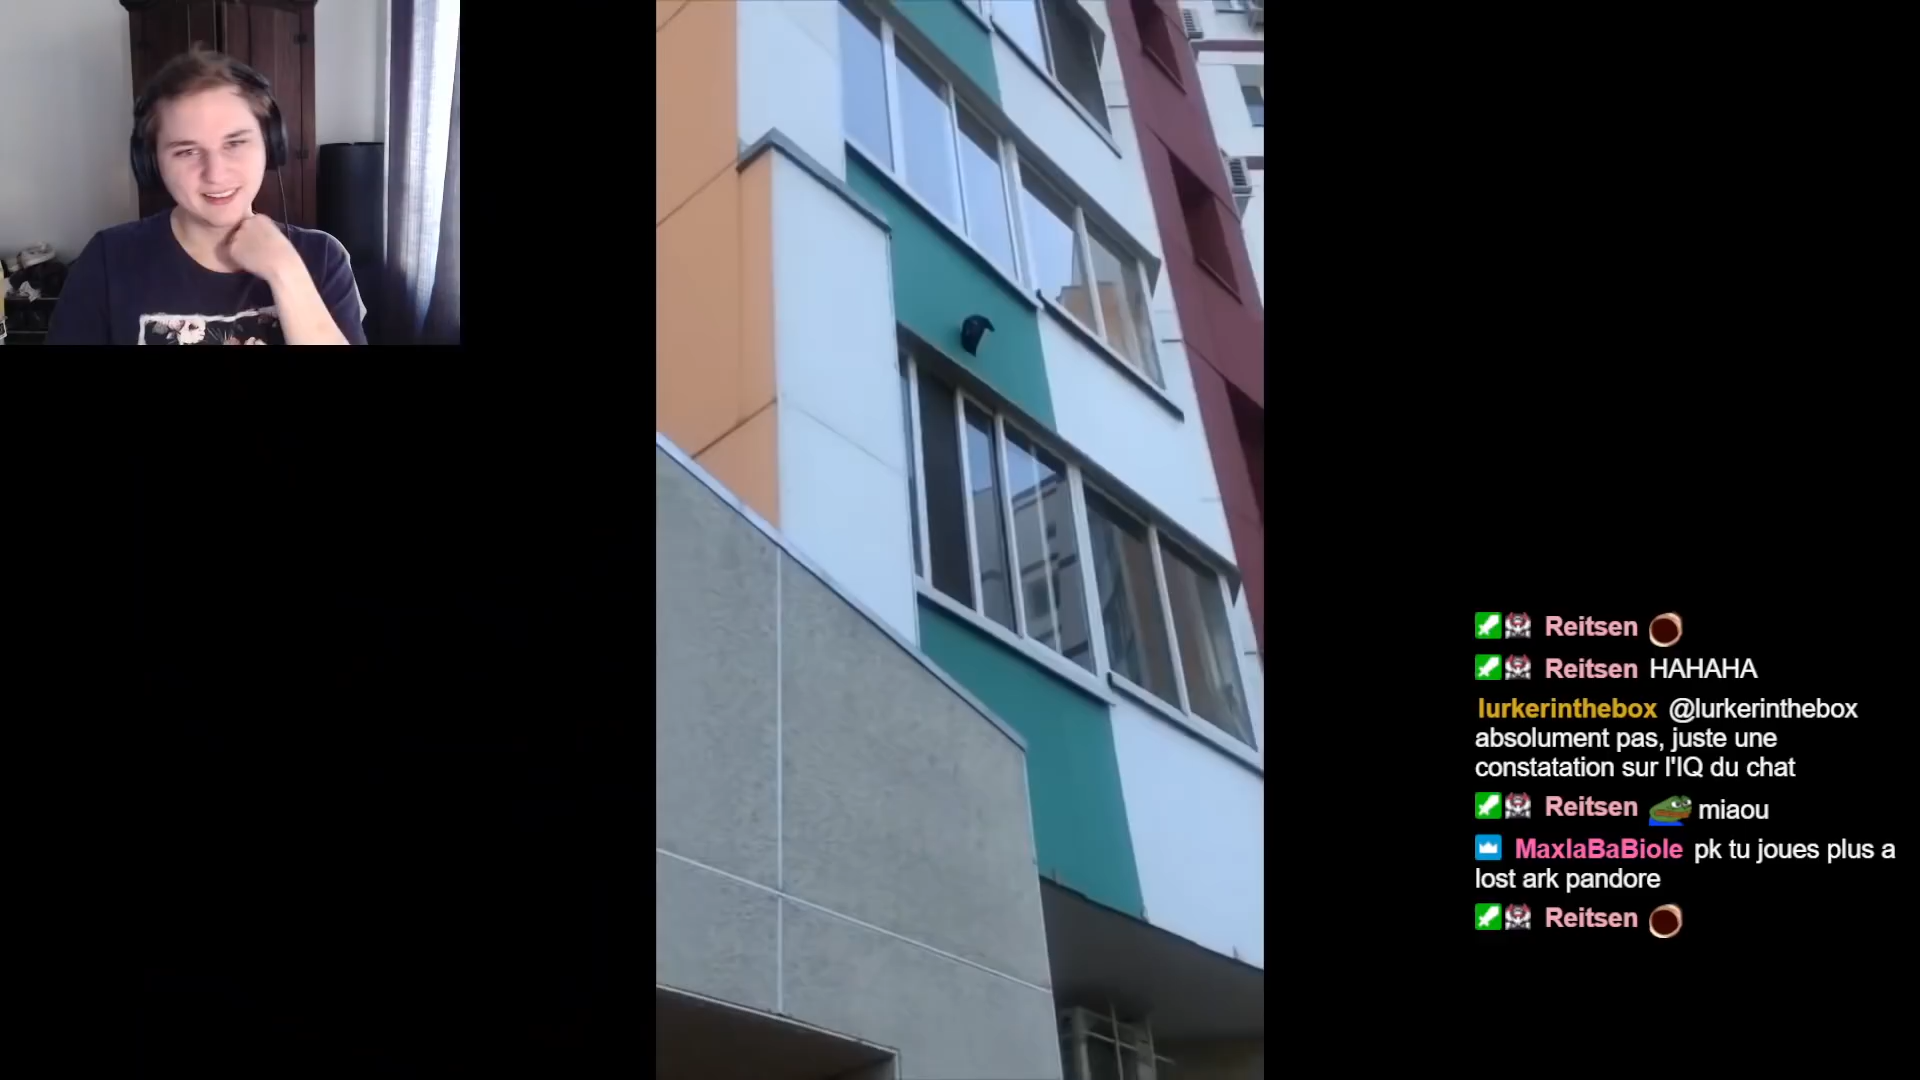 Reitsen
Reitsen HAHAHA
lurkerinthebox @lurkerinthebox
absolument pas, juste une
constatation sur l'IQ du chat
Reitsen miaou
MaxlaBaBiole pk tu joues plus a
lost ark pandore
Reitsen